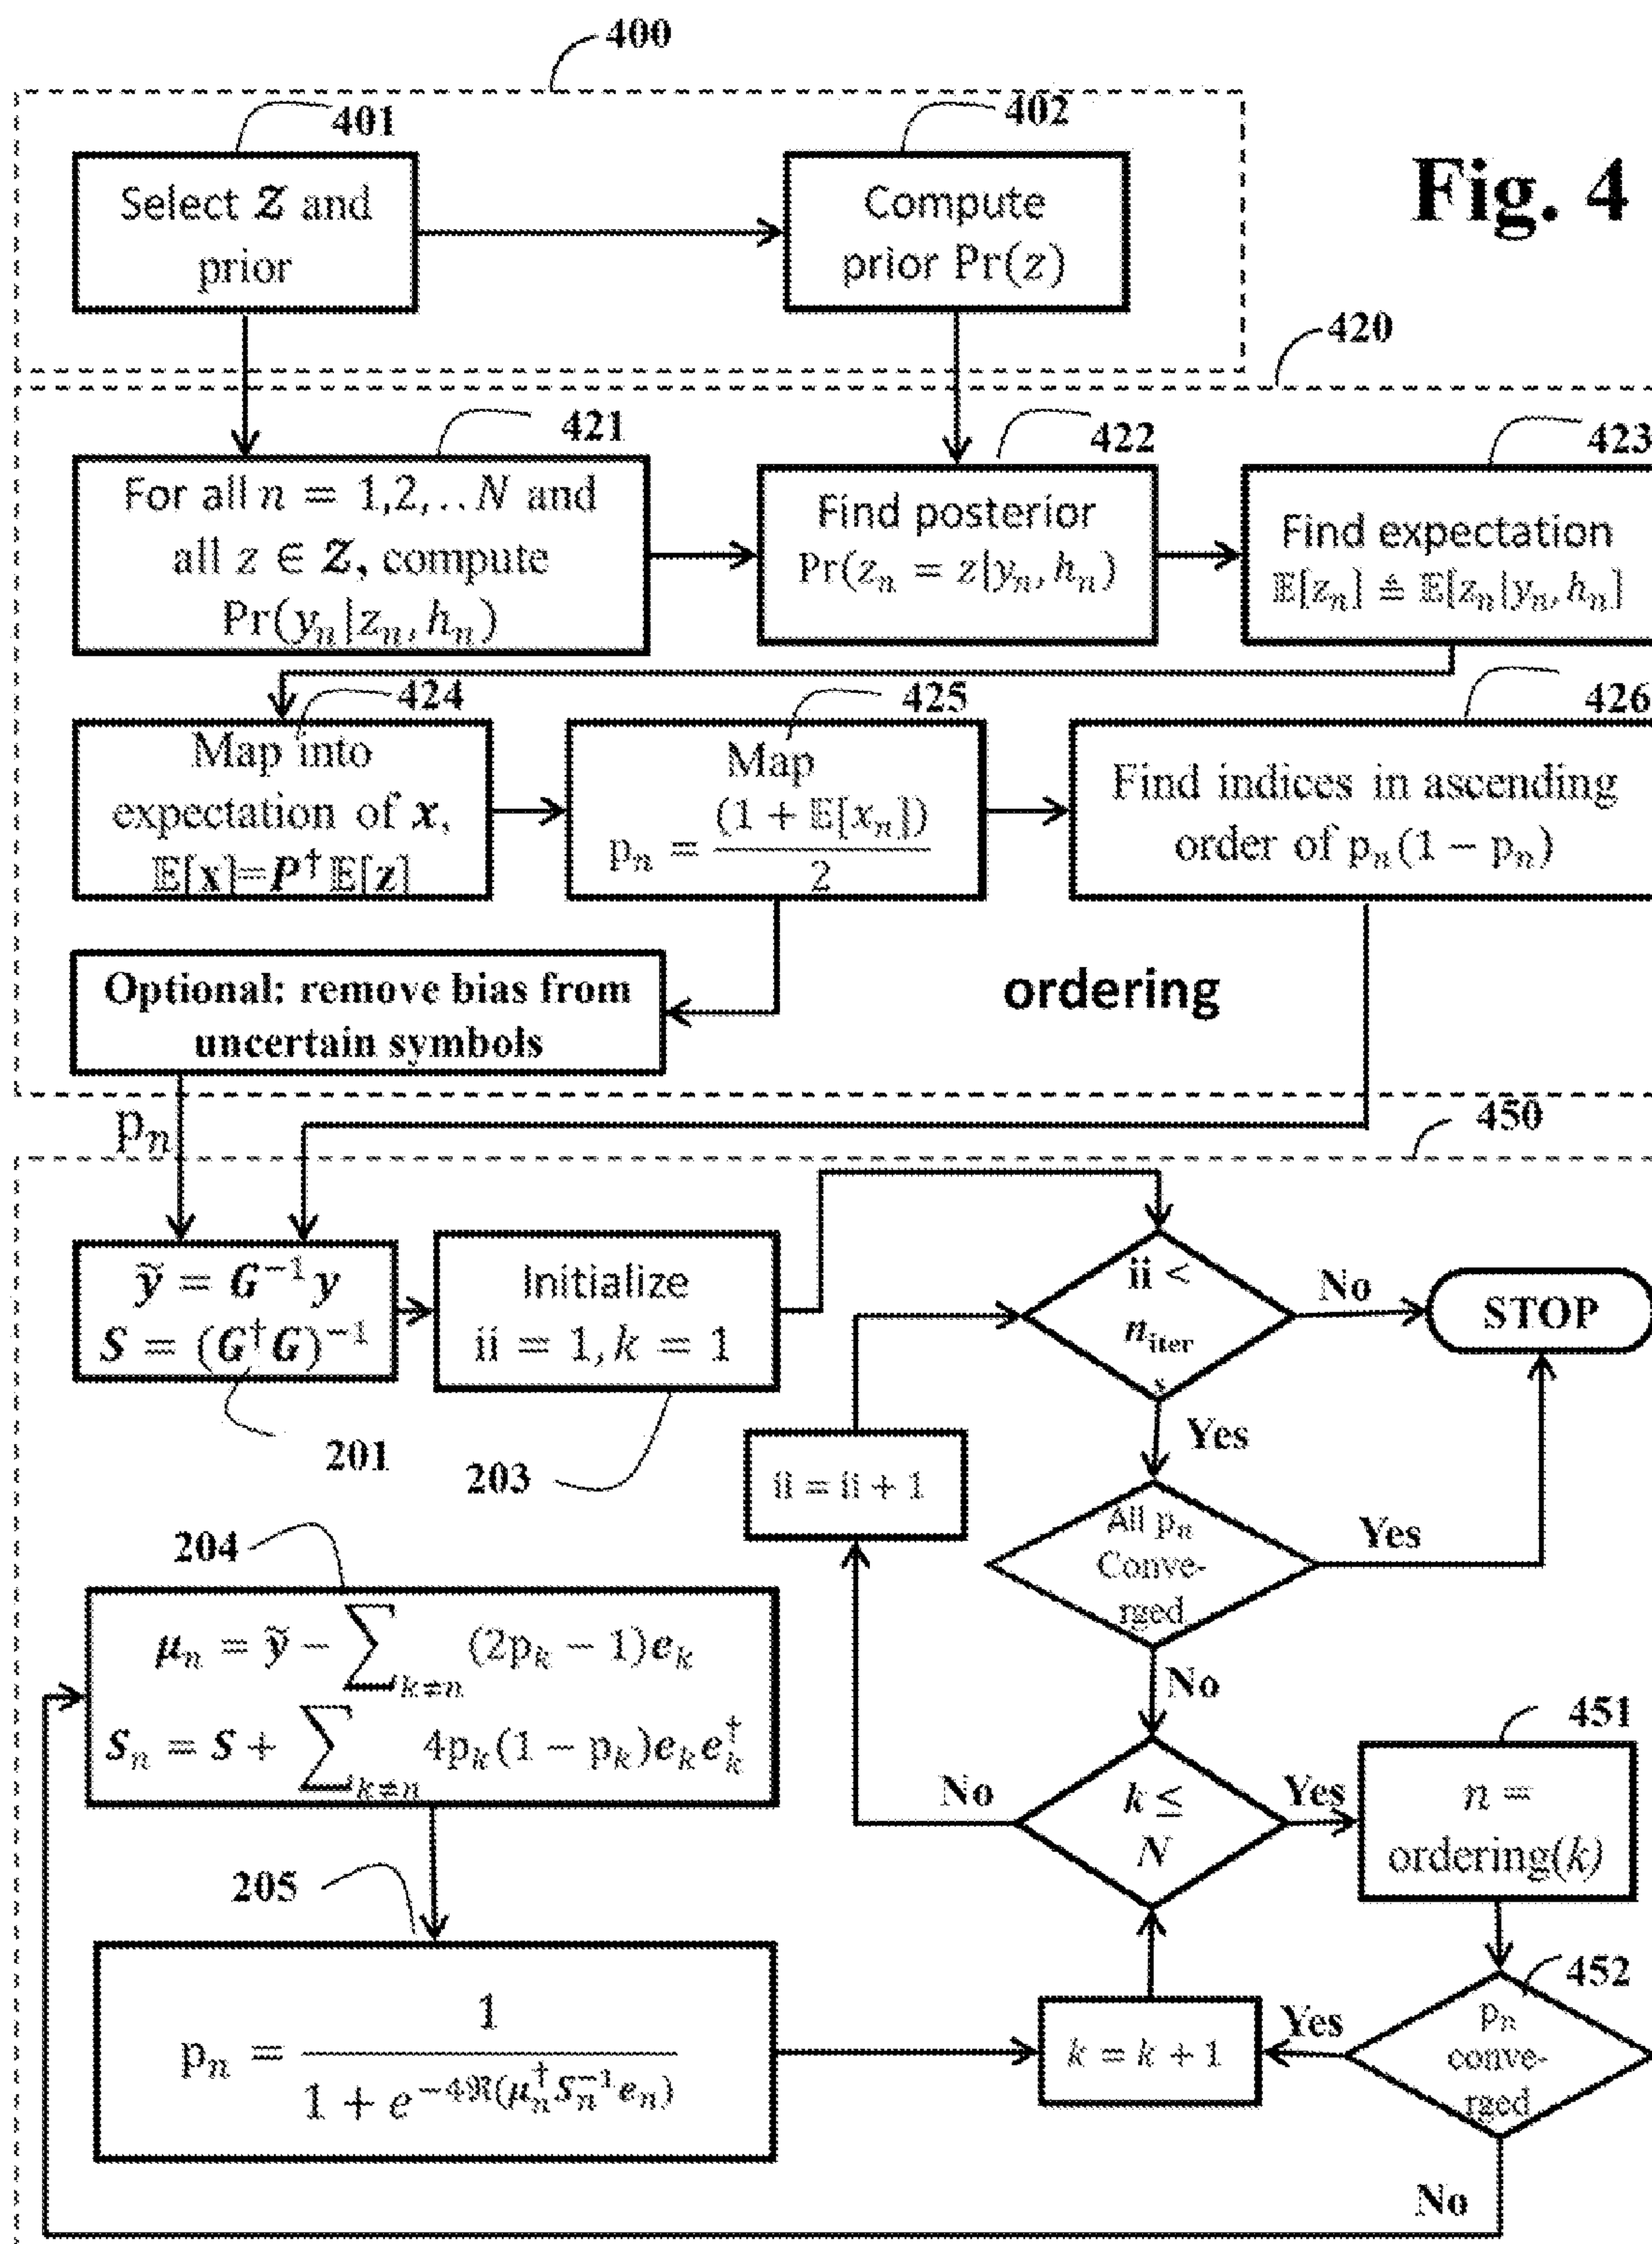 400
401
402
Fig. 4
Select 𝒁 and
prior
Compute
prior Pr(z)
420
421
422
423
For all n = 1,2,..N and
all z ∈ 𝒁, compute
Pr(yₙ|zₙ, hₙ)
Find posterior
Pr(zₙ = z|yₙ, hₙ)
Find expectation
𝔼[zₙ] ≜ 𝔼[zₙ|yₙ, hₙ]
424
425
426
Map into
expectation of x,
𝔼[x]=P†𝔼[z]
Map
pₙ = (1 + 𝔼[xₙ])/2
Find indices in ascending
order of pₙ(1 − pₙ)
Optional: remove bias from
uncertain symbols
ordering
pₙ
450
ỹ = G⁻¹y
S = (G†G)⁻¹
201
Initialize
ii = 1, k = 1
203
ii <
n_iter
s
No
STOP
Yes
ii = ii + 1
All pₙ
Conve-
rged
Yes
No
204
μₙ = ỹ − ∑_{k≠n} (2pₖ − 1)eₖ
Sₙ = S + ∑_{k≠n} 4pₖ(1 − pₖ)eₖeₖ†
No
k ≤
N
Yes
451
n =
ordering(k)
205
pₙ = 1/(1 + e^{−4ℜ(μₙ†Sₙ⁻¹eₙ)})
k = k + 1
Yes
452
pₙ
conve-
rged
No